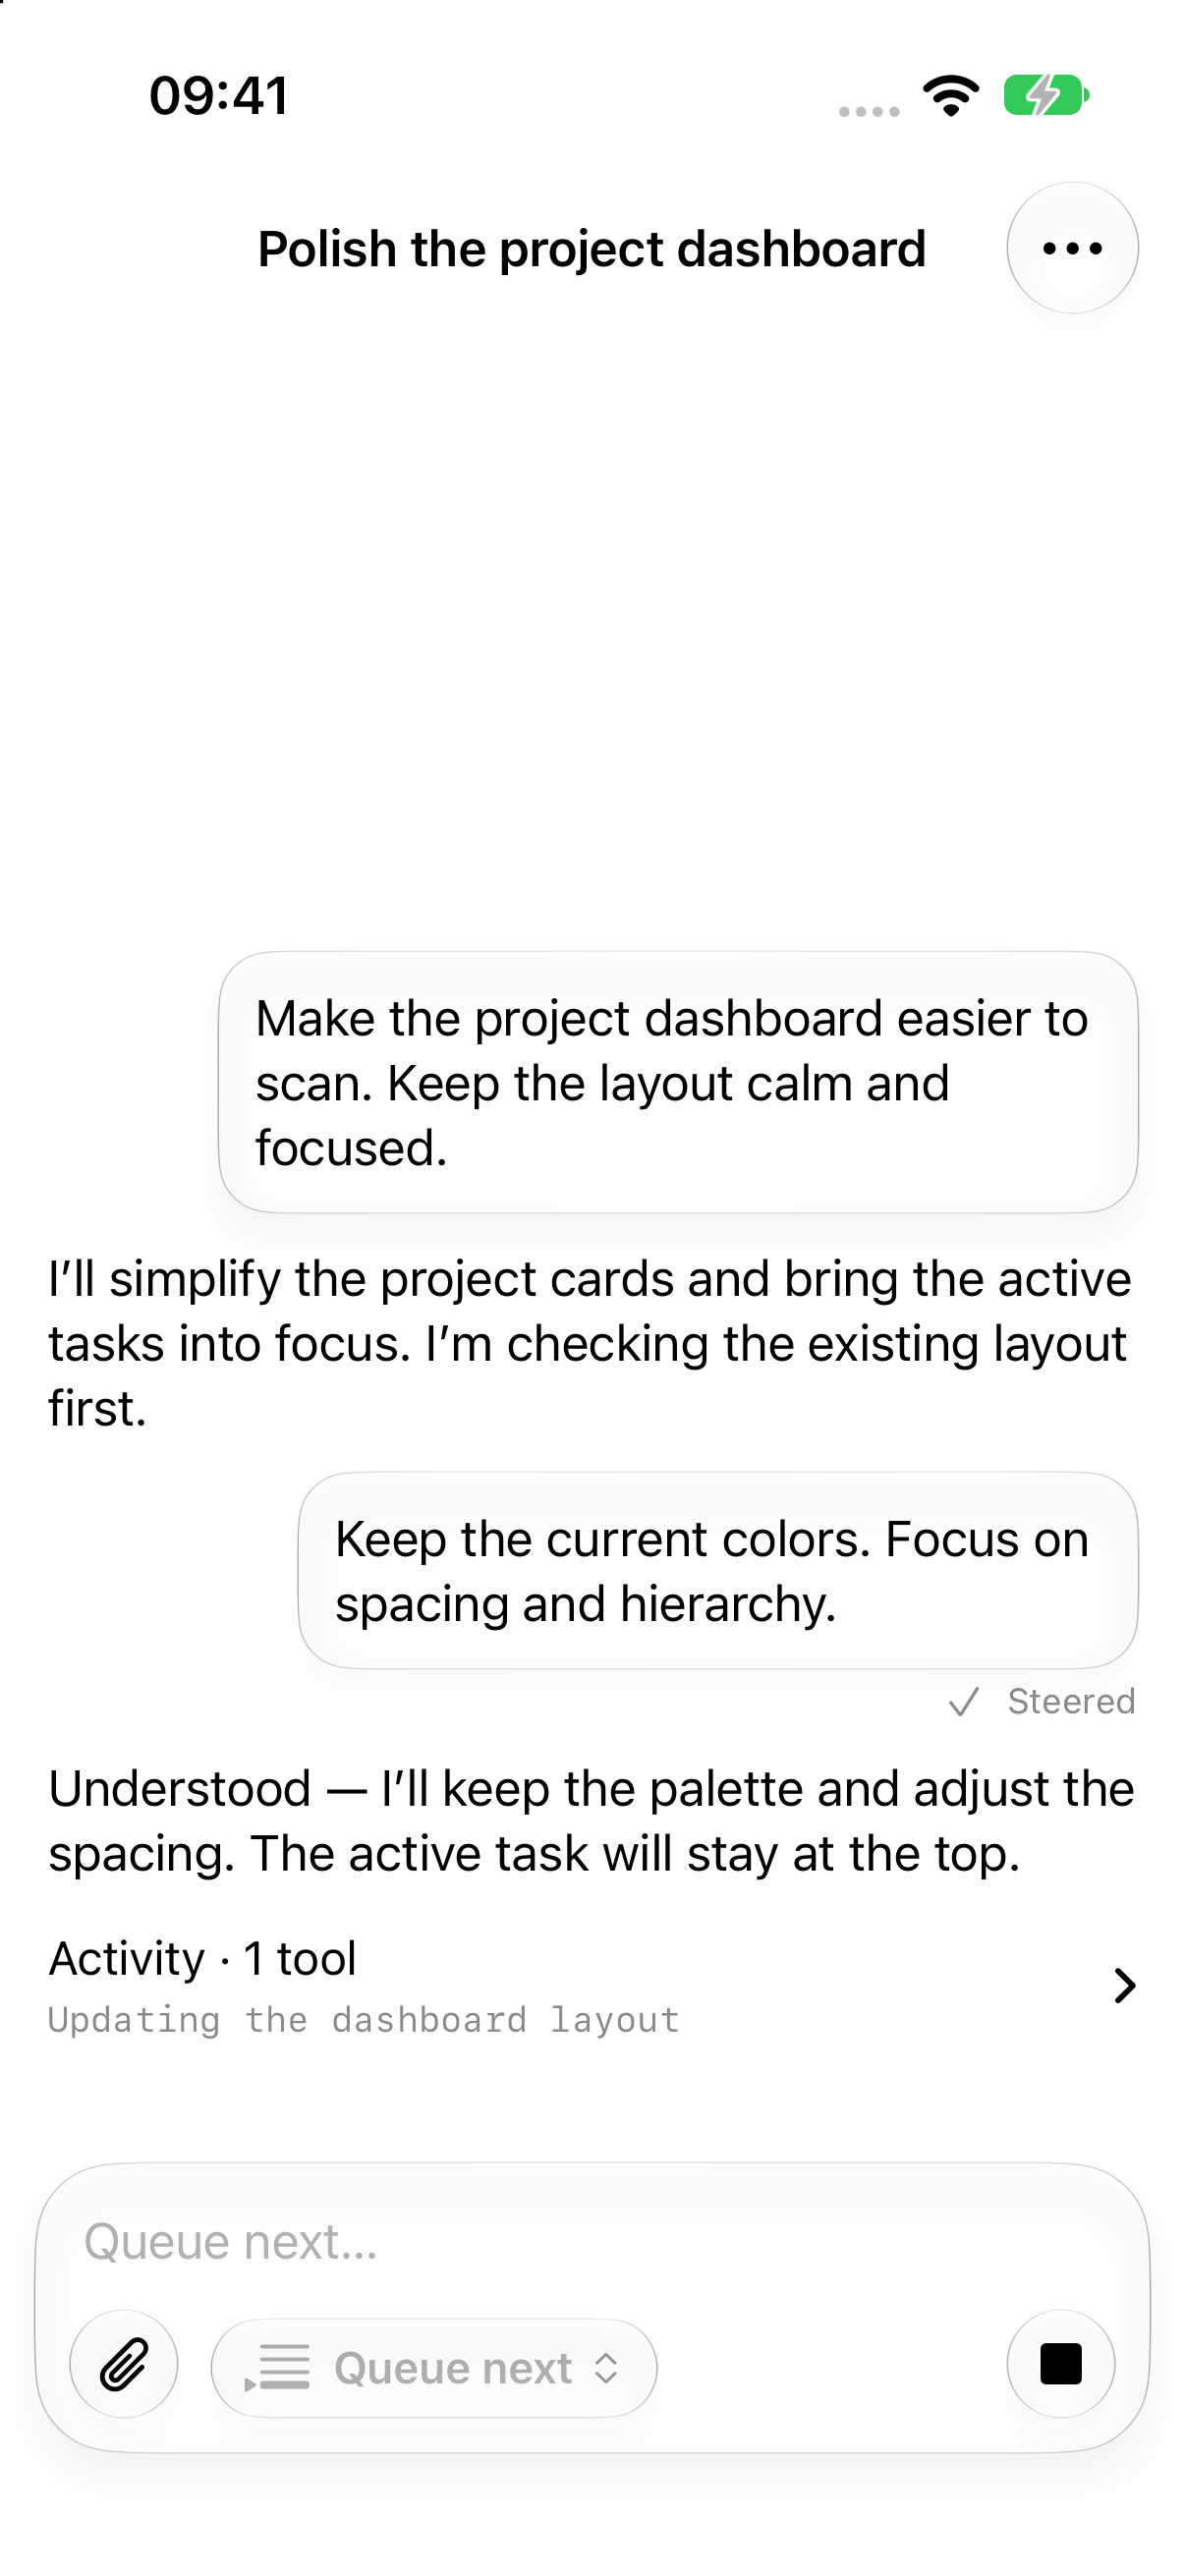 09:41
Polish the project dashboard
Make the project dashboard easier to
scan. Keep the layout calm and
focused.
I’ll simplify the project cards and bring the active
tasks into focus. I’m checking the existing layout
first.
Keep the current colors. Focus on
spacing and hierarchy.
Steered
Understood — I’ll keep the palette and adjust the
spacing. The active task will stay at the top.
Activity · 1 tool
Updating the dashboard layout
Queue next...
Queue next